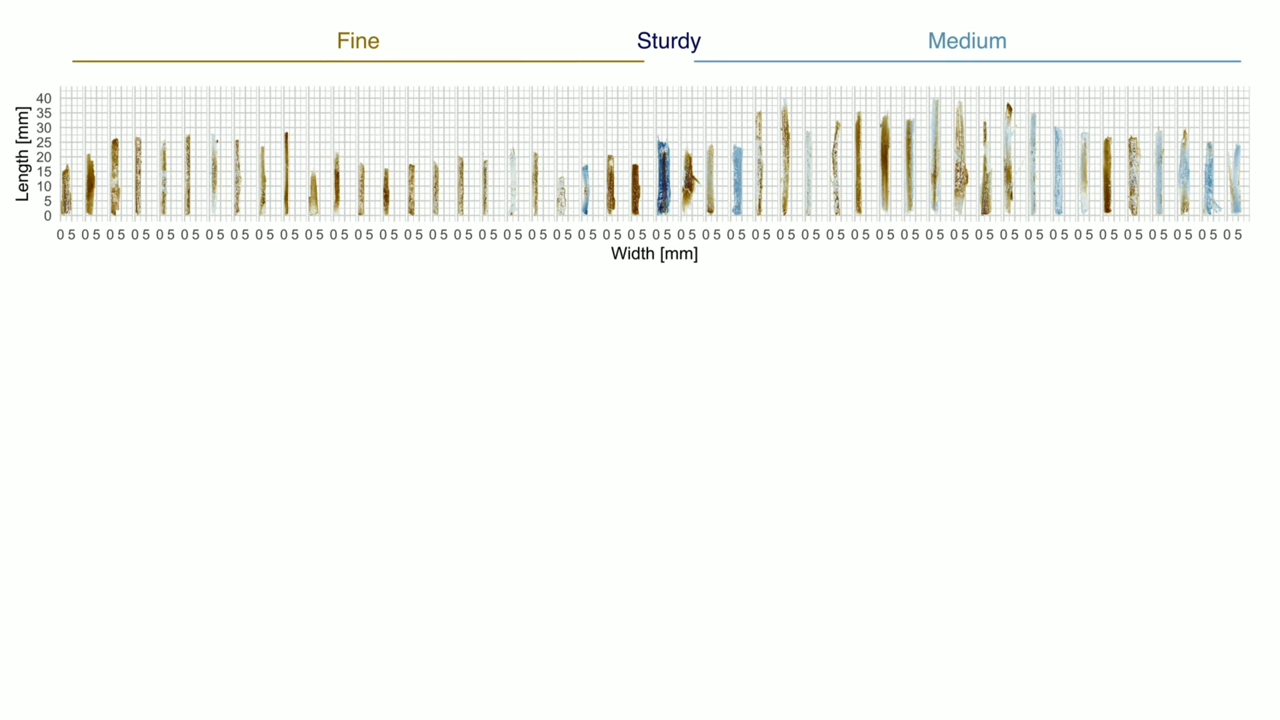 Fine Sturdy Medium
Length [mm]
40
35
30
25
20
15
10
5
0
0 5 0 5 0 5 0 5 0 5 0 5 0 5 0 5 0 5 0 5 0 5 0 5 0 5 0 5 0 5 0 5 0 5 0 5 0 5 0 5 0 5 0 5 0 5 0 5 0 5 0 5 0 5 0 5 0 5 0 5 0 5 0 5 0 5 0 5 0 5 0 5 0 5 0 5 0 5 0 5 0 5 0 5 0 5 0 5 0 5 0 5 0 5 0 5
Width [mm]